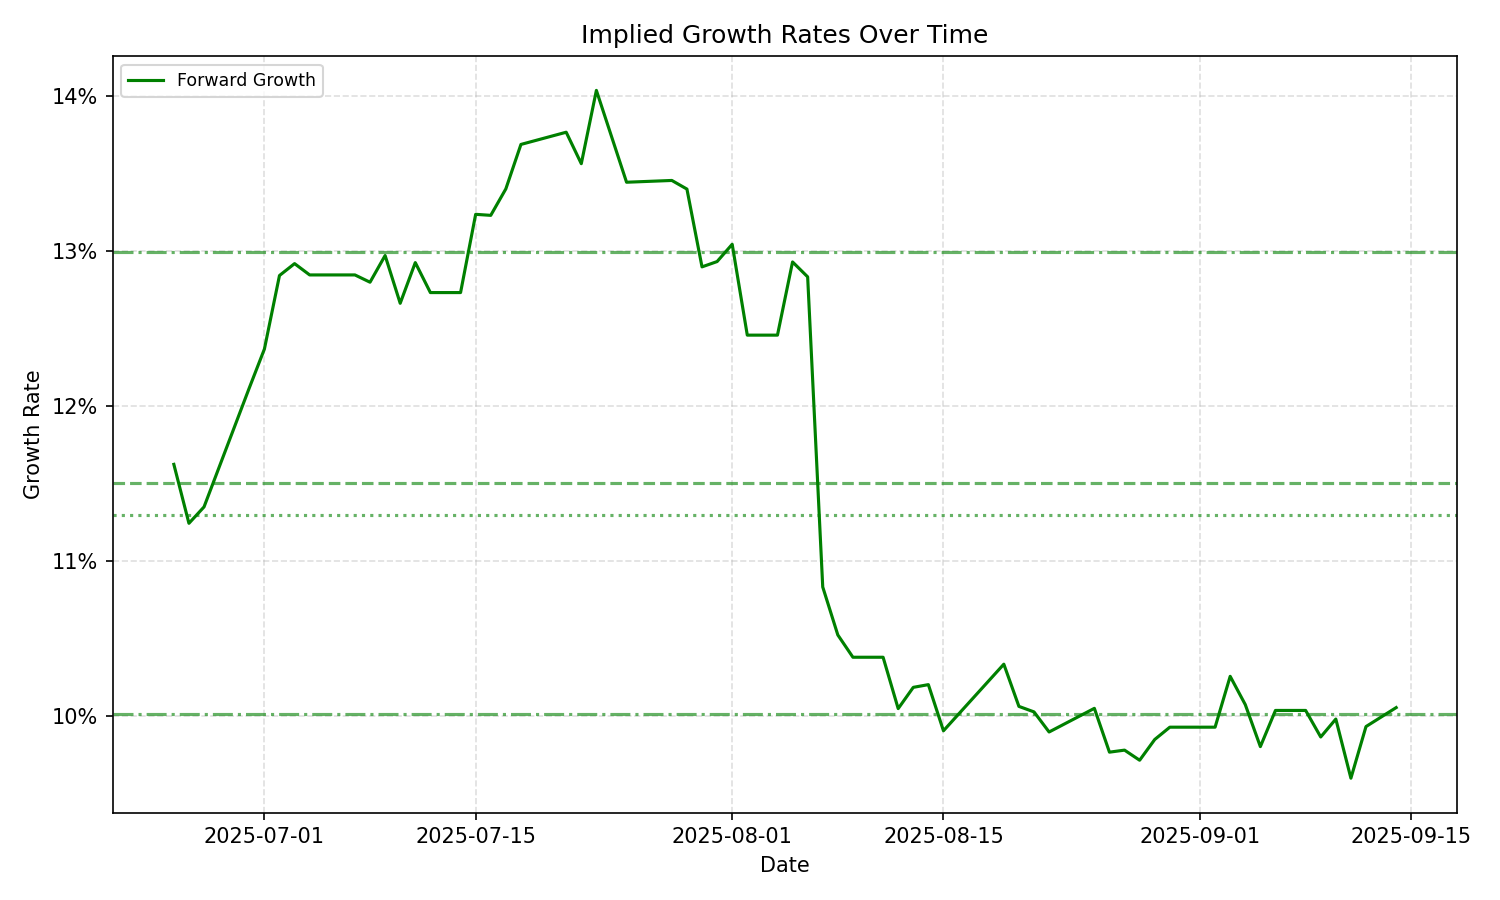 Implied Growth Rates Over Time
Forward Growth
14%
13%
12%
11%
10%
Growth Rate
2025-07-01
2025-07-15
2025-08-01
2025-08-15
2025-09-01
2025-09-15
Date